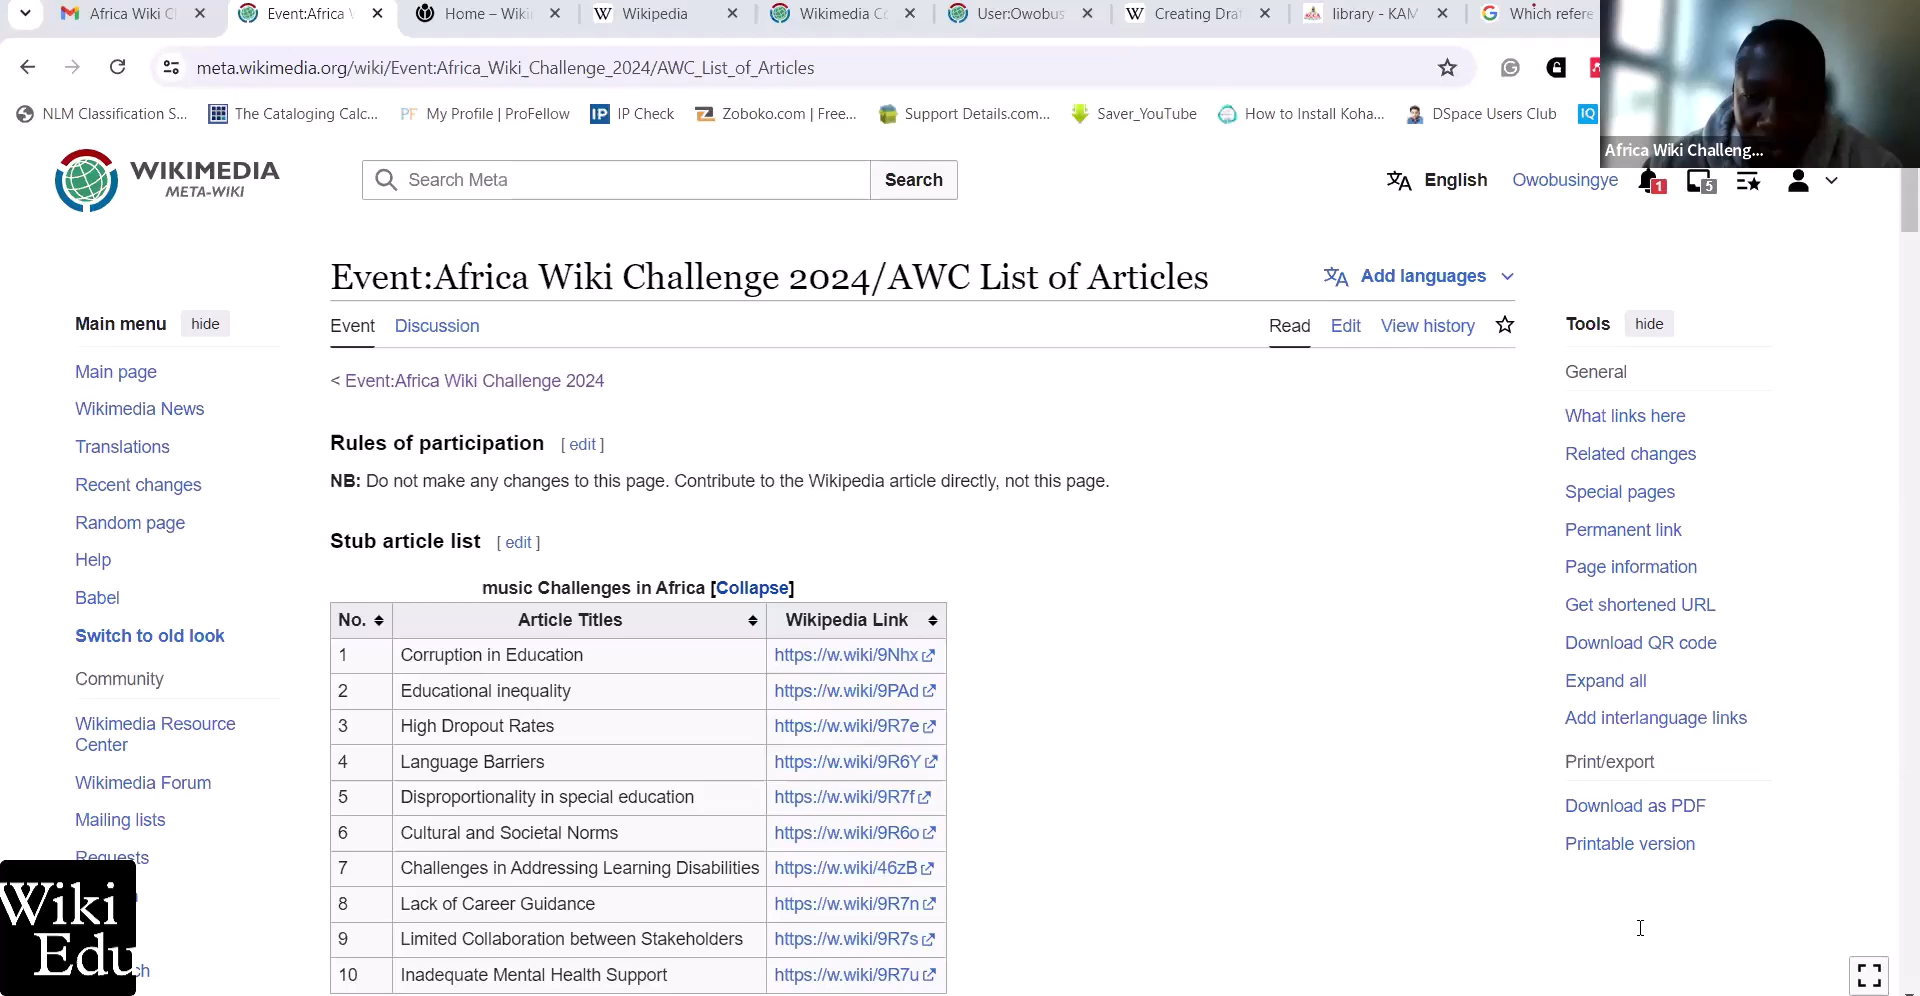 Africa Wiki C
Event:Africa
Home – Wiki
Wikipedia
Wikimedia Co
User:Owobus
Creating Dra
library - KAM
Which refere
meta.wikimedia.org/wiki/Event:Africa_Wiki_Challenge_2024/AWC_List_of_Articles
NLM Classification S...
The Cataloging Calc...
PF My Profile | ProFellow
IP IP Check
Zoboko.com | Free...
Support Details.com...
Saver_YouTube
How to Install Koha...
DSpace Users Club
IQ
Africa Wiki Challeng...
WIKIMEDIA
META-WIKI
Search Meta
Search
English
Owobusingye
1
5
Event:Africa Wiki Challenge 2024/AWC List of Articles
Add languages
Main menu hide
Event Discussion
Read Edit View history
Tools hide
Main page
Wikimedia News
Translations
Recent changes
Random page
Help
Babel
Switch to old look
Community
Wikimedia Resource
Center
Wikimedia Forum
Mailing lists
Requests
ch
Wiki
Edu
< Event:Africa Wiki Challenge 2024
Rules of participation [ edit ]
NB: Do not make any changes to this page. Contribute to the Wikipedia article directly, not this page.
Stub article list [ edit ]
music Challenges in Africa [Collapse]
No. Article Titles Wikipedia Link
1 Corruption in Education https://w.wiki/9Nhx
2 Educational inequality https://w.wiki/9PAd
3 High Dropout Rates https://w.wiki/9R7e
4 Language Barriers https://w.wiki/9R6Y
5 Disproportionality in special education https://w.wiki/9R7f
6 Cultural and Societal Norms https://w.wiki/9R6o
7 Challenges in Addressing Learning Disabilities https://w.wiki/46zB
8 Lack of Career Guidance https://w.wiki/9R7n
9 Limited Collaboration between Stakeholders https://w.wiki/9R7s
10 Inadequate Mental Health Support https://w.wiki/9R7u
General
What links here
Related changes
Special pages
Permanent link
Page information
Get shortened URL
Download QR code
Expand all
Add interlanguage links
Print/export
Download as PDF
Printable version